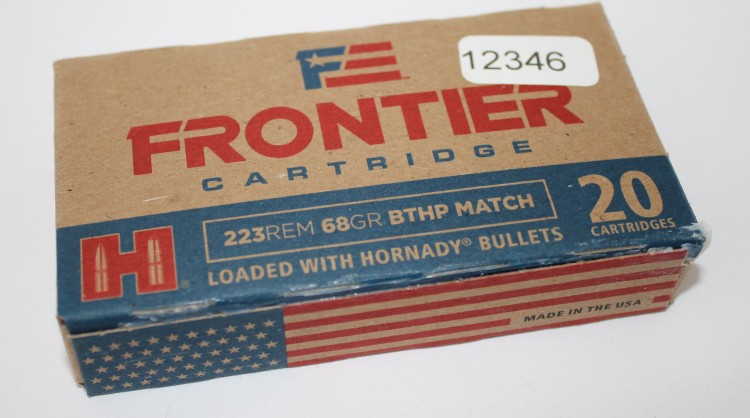 12346
FRONTIER
CARTRIDGE
223REM 68GR BTHP MATCH
20
CARTRIDGES
H
LOADED WITH HORNADY® BULLETS
MADE IN THE USA